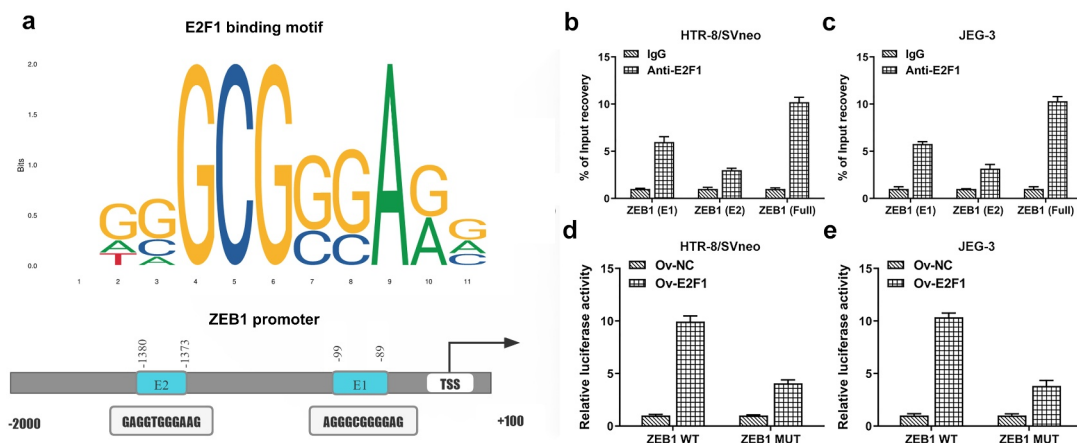 a
E2F1 binding motif
Bits
2.0
1.5
1.0
0.5
0.0
G
A
T
G
C
A
G
C
G
G
C
G
C
A
G
A
G
A
C
1 2 3 4 5 6 7 8 9 10 11
ZEB1 promoter
-1380
-1373
-99
-89
E2
E1
TSS
-2000
GAGGTGGGAAG
AGGGCGGGGAG
+100
b
HTR-8/SVneo
IgG
Anti-E2F1
% of Input recovery
15
10
5
0
ZEB1 (E1) ZEB1 (E2) ZEB1 (Full)
c
JEG-3
IgG
Anti-E2F1
% of Input recovery
15
10
5
0
ZEB1 (E1) ZEB1 (E2) ZEB1 (Full)
d
HTR-8/SVneo
Ov-NC
Ov-E2F1
Relative luciferase activity
15
10
5
0
ZEB1 WT ZEB1 MUT
e
JEG-3
Ov-NC
Ov-E2F1
Relative luciferase activity
15
10
5
0
ZEB1 WT ZEB1 MUT